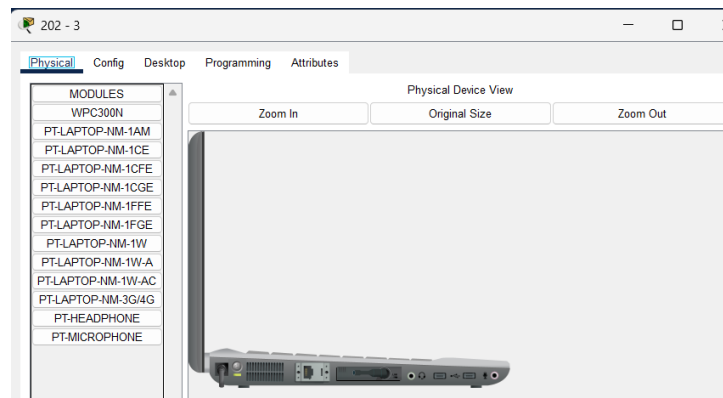 202 - 3
Physical Config Desktop Programming Attributes
MODULES
WPC300N
PT-LAPTOP-NM-1AM
PT-LAPTOP-NM-1CE
PT-LAPTOP-NM-1CFE
PT-LAPTOP-NM-1CGE
PT-LAPTOP-NM-1FFE
PT-LAPTOP-NM-1FGE
PT-LAPTOP-NM-1W
PT-LAPTOP-NM-1W-A
PT-LAPTOP-NM-1W-AC
PT-LAPTOP-NM-3G/4G
PT-HEADPHONE
PT-MICROPHONE
Physical Device View
Zoom In Original Size Zoom Out